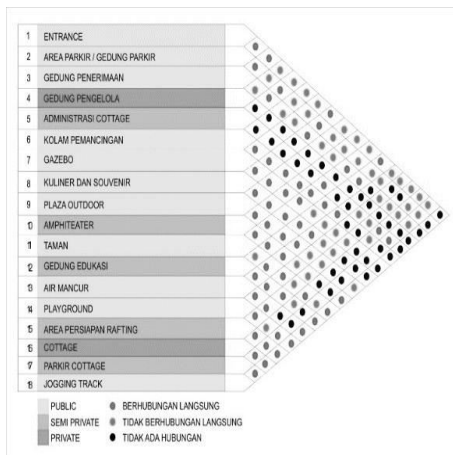 1 ENTRANCE
2 AREA PARKIR / GEDUNG PARKIR
3 GEDUNG PENERIMAAN
4 GEDUNG PENGELOLA
5 ADMINISTRASI COTTAGE
6 KOLAM PEMANCINGAN
7 GAZEBO
8 KULINER DAN SOUVENIR
9 PLAZA OUTDOOR
10 AMPHITEATER
11 TAMAN
12 GEDUNG EDUKASI
13 AIR MANCUR
14 PLAYGROUND
15 AREA PERSIAPAN RAFTING
16 COTTAGE
17 PARKIR COTTAGE
18 JOGGING TRACK
PUBLIC BERHUBUNGAN LANGSUNG
SEMI PRIVATE TIDAK BERHUBUNGAN LANGSUNG
PRIVATE TIDAK ADA HUBUNGAN